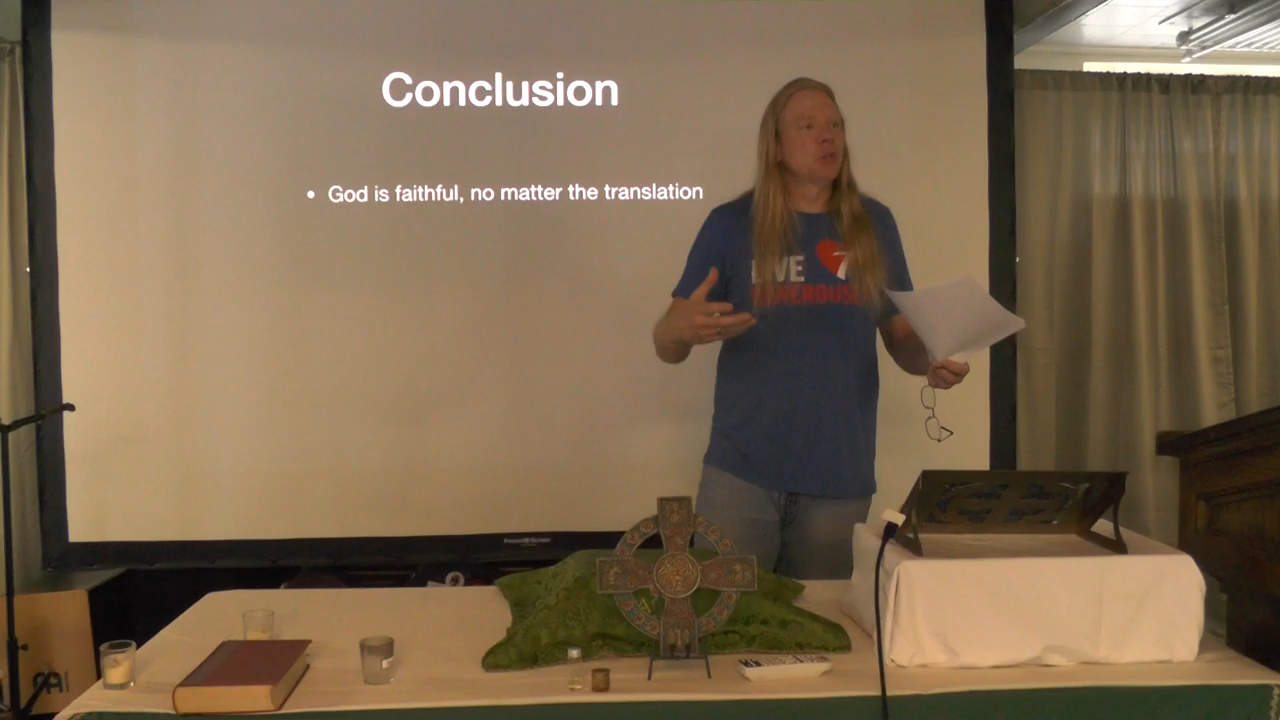 Conclusion
• God is faithful, no matter the translation
LIVE